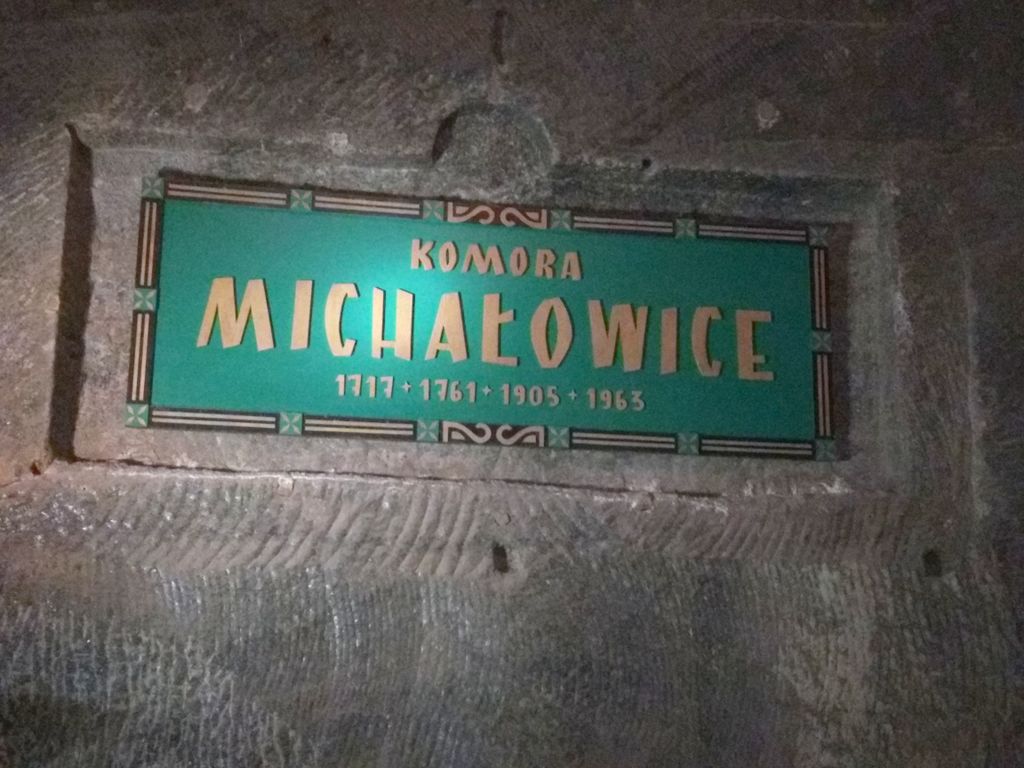 KOMORA
MICHAŁOWICE
1717 + 1761 + 1905 + 1963